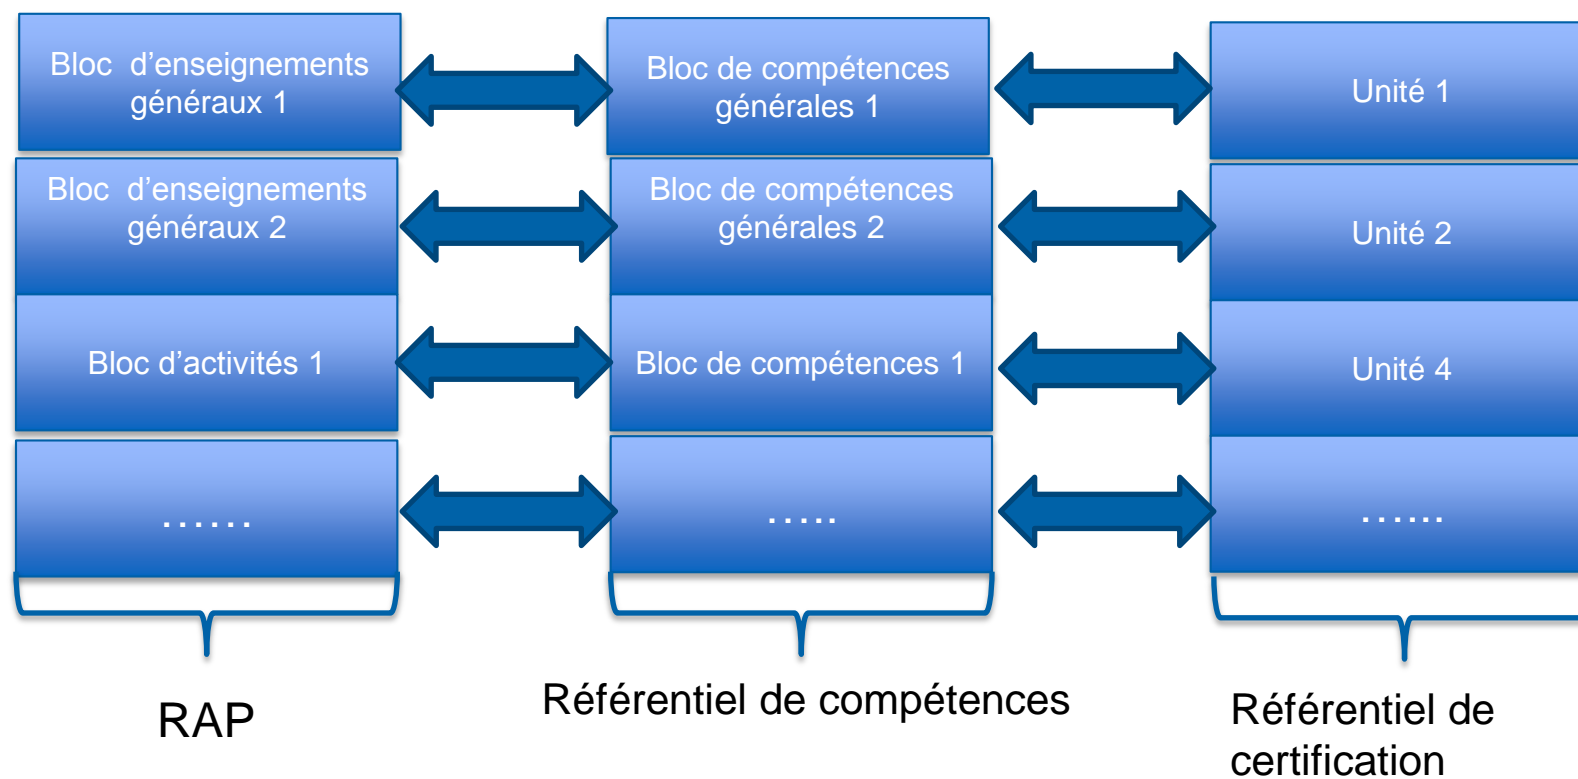 Bloc d’enseignements
généraux 1
Bloc de compétences
générales 1
Unité 1
Bloc d’enseignements
généraux 2
Bloc de compétences
générales 2
Unité 2
Bloc d’activités 1
Bloc de compétences 1
Unité 4
......
.....
......
RAP
Référentiel de compétences
Référentiel de
certification